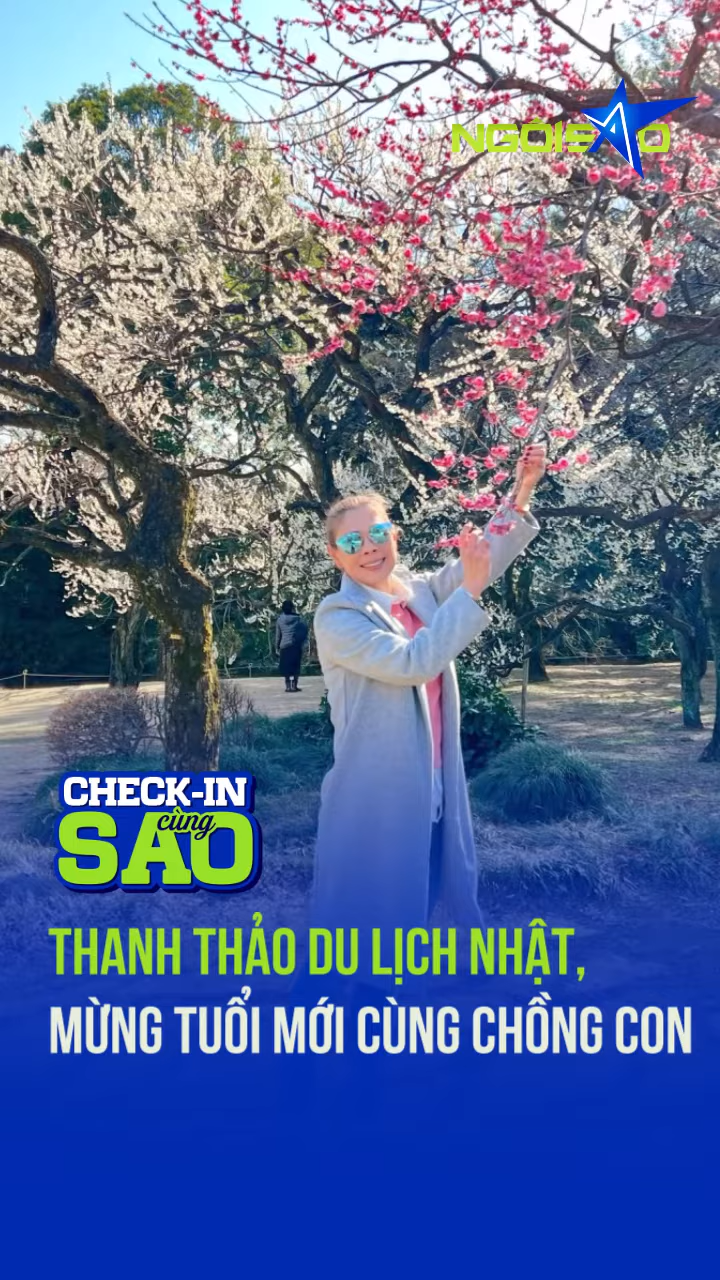 NGÔISAO
CHECK-IN
cùng
SAO
THANH THẢO DU LỊCH NHẬT,
MỪNG TUỔI MỚI CÙNG CHỒNG CON